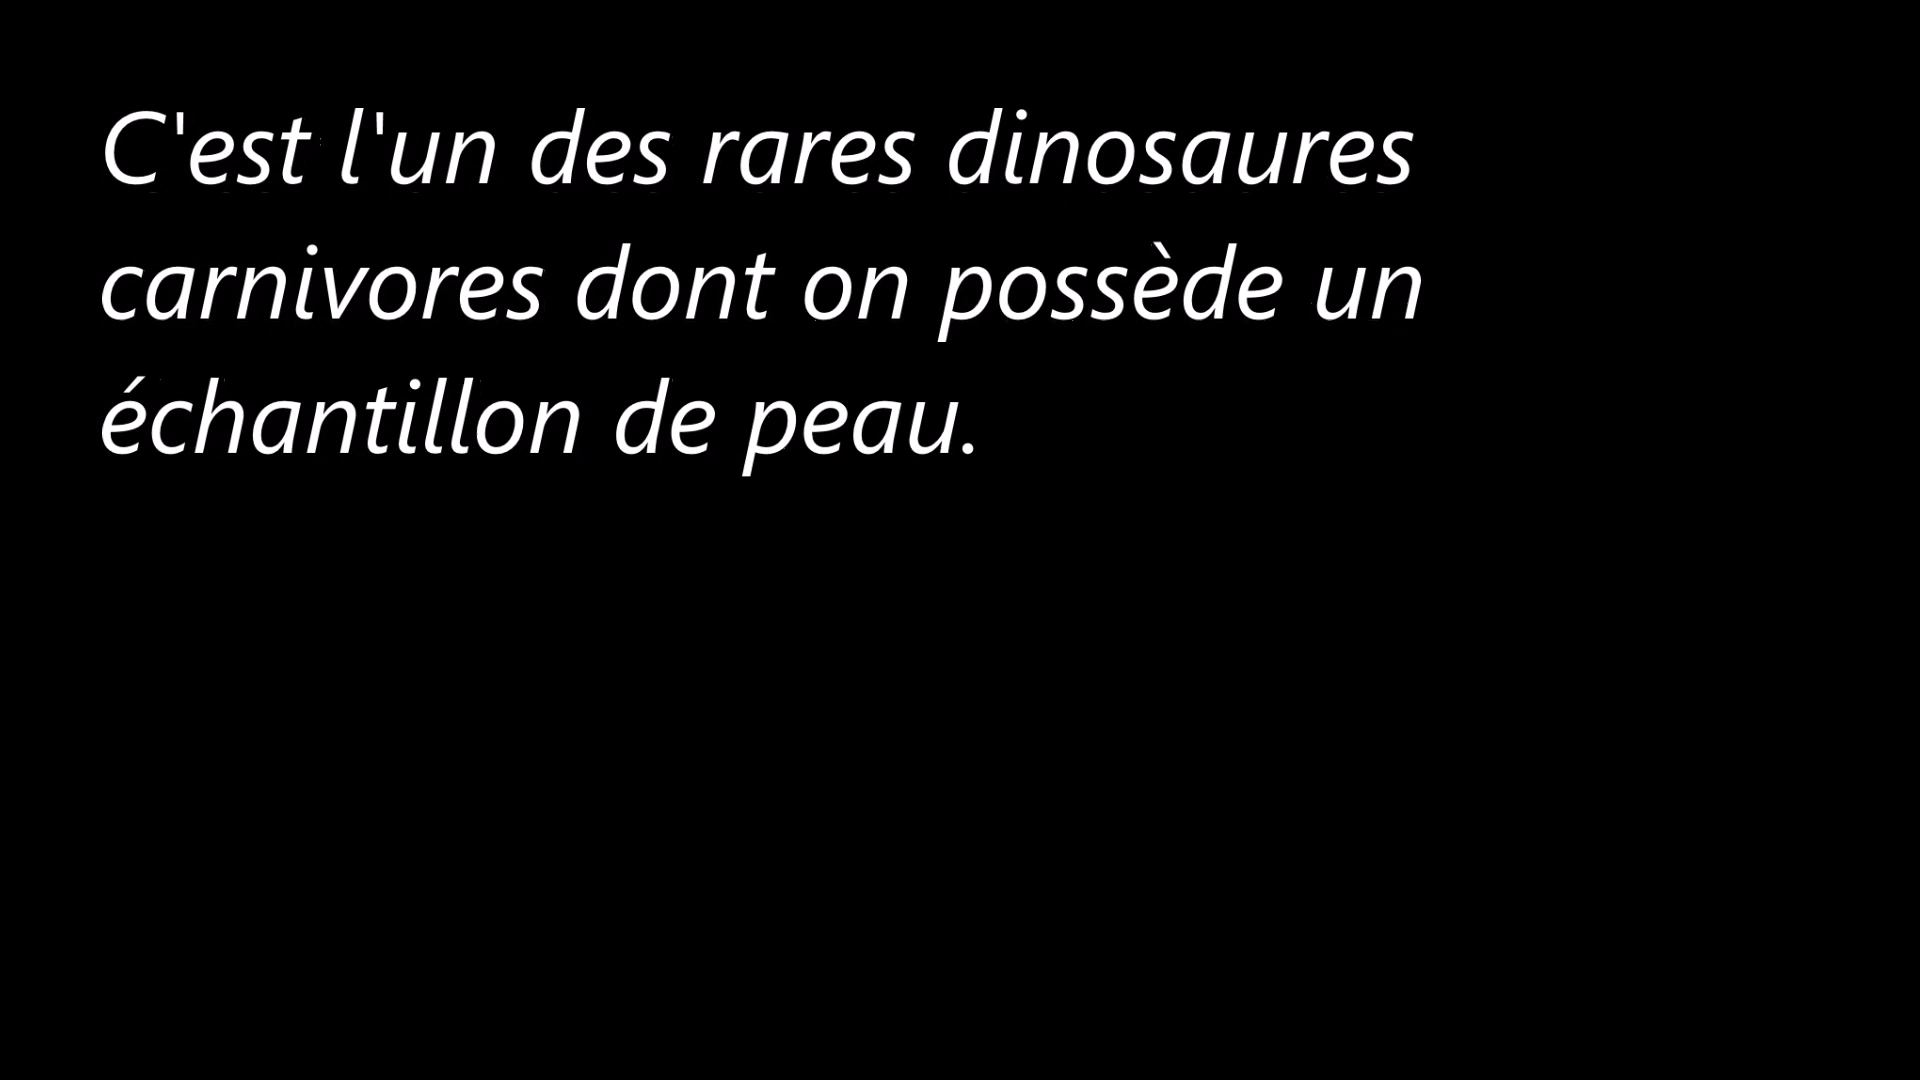 C'est l'un des rares dinosaures
carnivores dont on possède un
échantillon de peau.